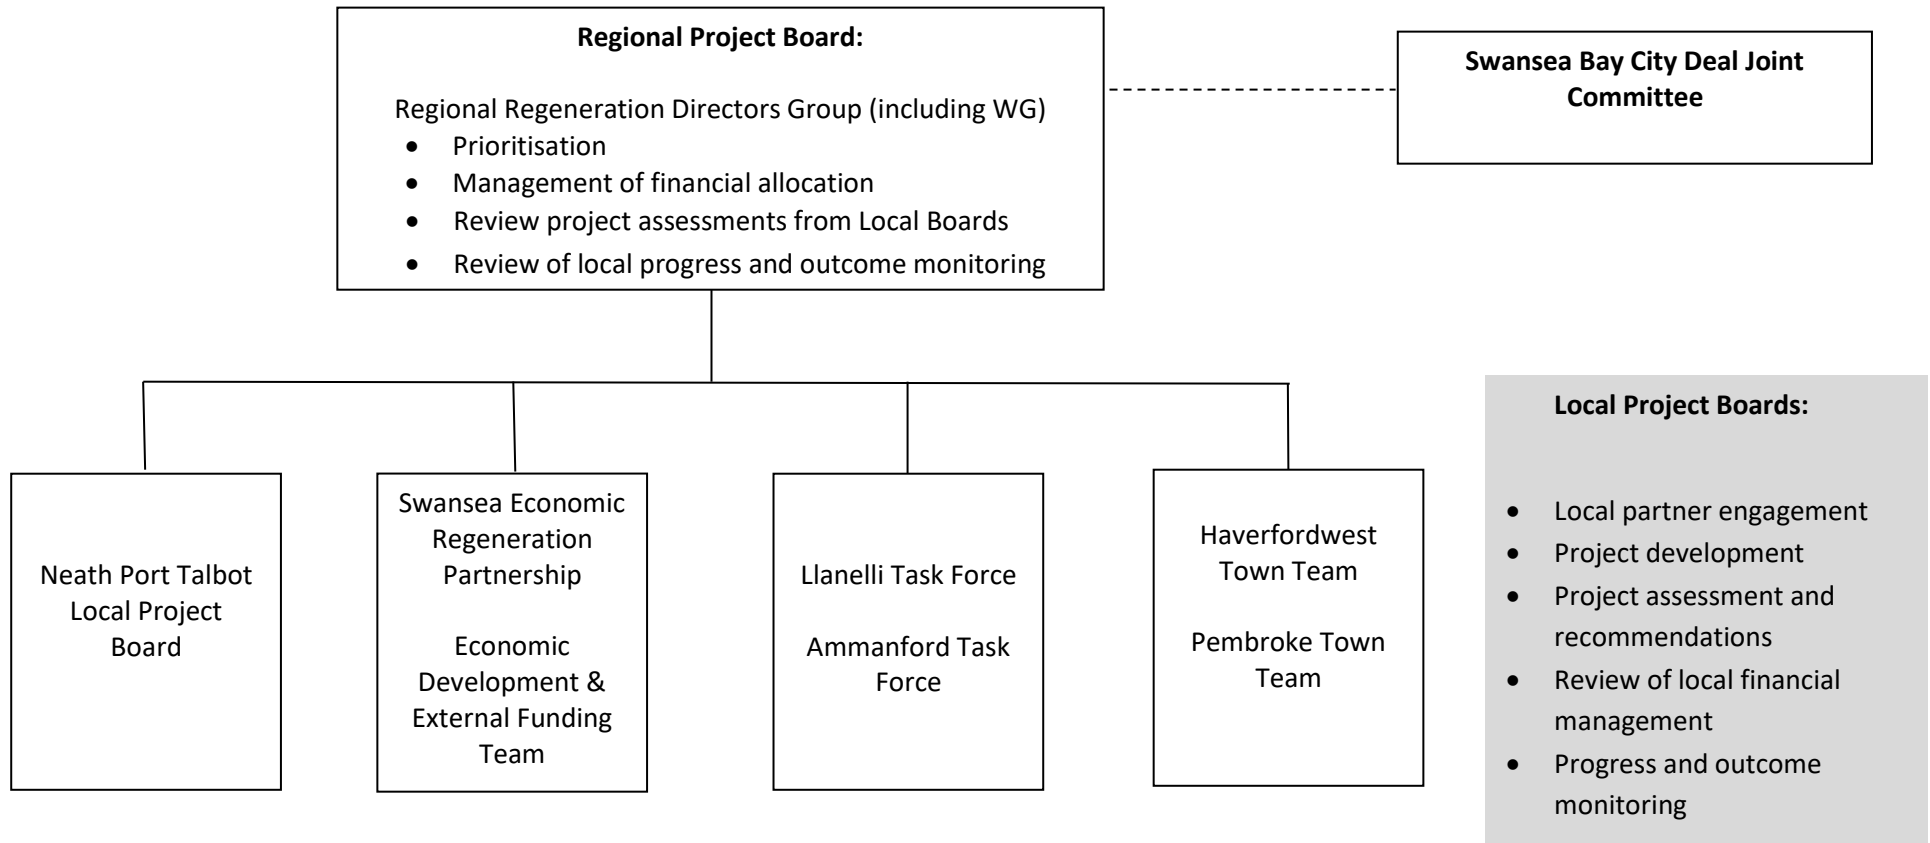 Regional Project Board:
Regional Regeneration Directors Group (including WG)
• Prioritisation
• Management of financial allocation
• Review project assessments from Local Boards
• Review of local progress and outcome monitoring
Swansea Bay City Deal Joint
Committee
Neath Port Talbot
Local Project
Board
Swansea Economic
Regeneration
Partnership
Economic
Development &
External Funding
Team
Llanelli Task Force
Ammanford Task
Force
Haverfordwest
Town Team
Pembroke Town
Team
Local Project Boards:
• Local partner engagement
• Project development
• Project assessment and
recommendations
• Review of local financial
management
• Progress and outcome
monitoring